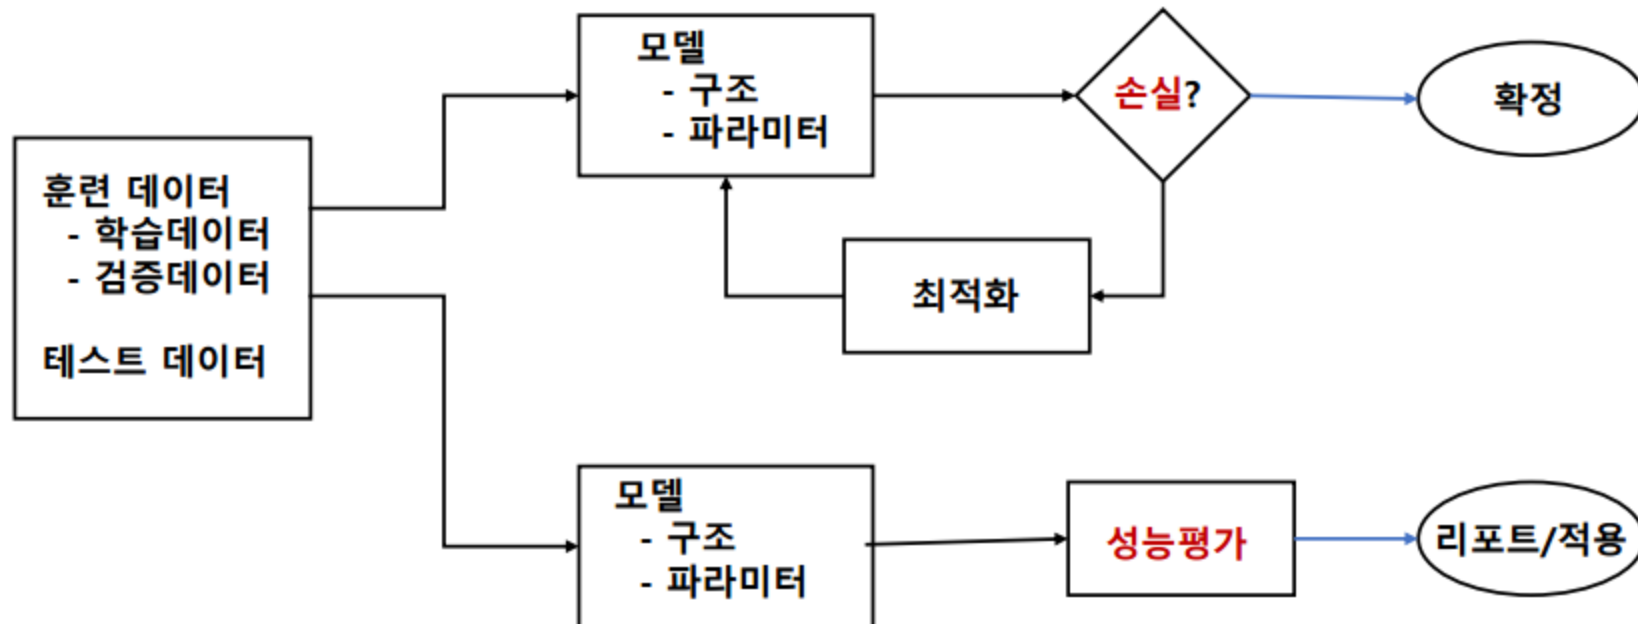 훈련 데이터
- 학습데이터
- 검증데이터
테스트 데이터
모델
- 구조
- 파라미터
손실?
확정
최적화
모델
- 구조
- 파라미터
성능평가
리포트/적용